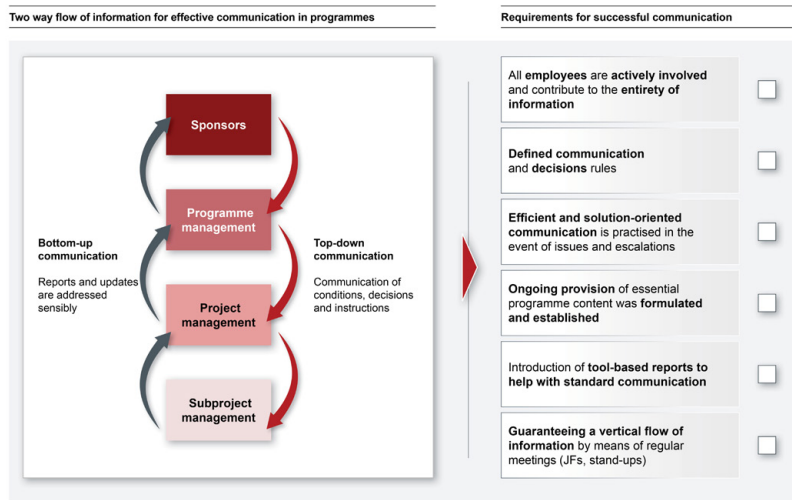 Two way flow of information for effective communication in programmes
Requirements for successful communication
Sponsors
Programme
management
Project
management
Subproject
management
Bottom-up
communication
Reports and updates
are addressed
sensibly
Top-down
communication
Communication of
conditions, decisions
and instructions
All employees are actively involved
and contribute to the entirety of
information
Defined communication
and decisions rules
Efficient and solution-oriented
communication is practised in the
event of issues and escalations
Ongoing provision of essential
programme content was formulated
and established
Introduction of tool-based reports to
help with standard communication
Guaranteeing a vertical flow of
information by means of regular
meetings (JFs, stand-ups)